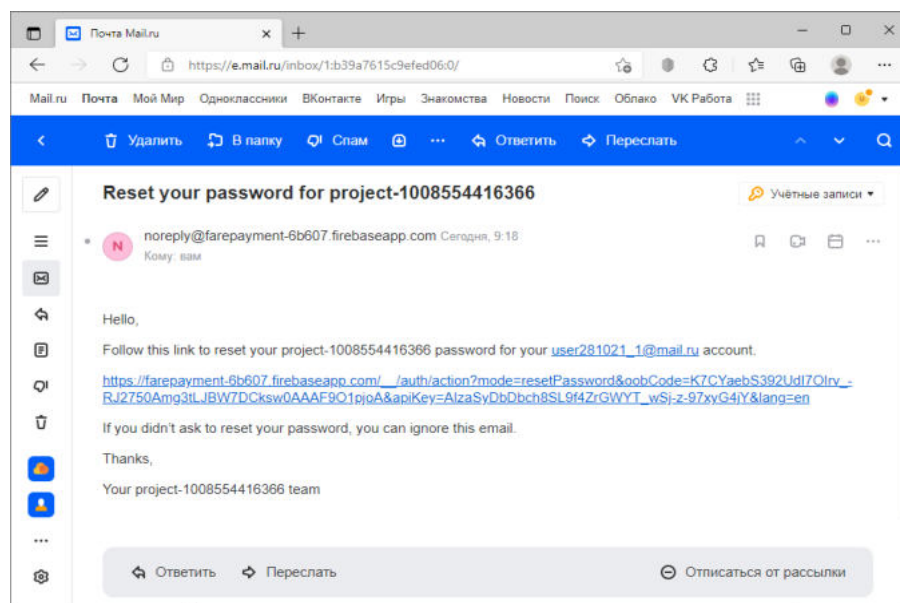 Почта Mail.ru
https://e.mail.ru/inbox/1:b39a7615c9efed06:0/
Mail.ru Почта Мой Мир Одноклассники ВКонтакте Игры Знакомства Новости Поиск Облако VK Работа
Удалить В папку Спам Ответить Переслать
Reset your password for project-1008554416366 Учётные записи
N noreply@farepayment-6b607.firebaseapp.com Сегодня, 9:18
Кому: вам
Hello,
Follow this link to reset your project-1008554416366 password for your user281021_1@mail.ru account.
https://farepayment-6b607.firebaseapp.com/__/auth/action?mode=resetPassword&oobCode=K7CYaebS392UdI7OIrv_-
RJ2750Amg3tLJBW7DCksw0AAAF9O1pjoA&apiKey=AIzaSyDbDbch8SL9f4ZrGWYT_wSj-z-97xyG4jY&lang=en
If you didn't ask to reset your password, you can ignore this email.
Thanks,
Your project-1008554416366 team
Ответить Переслать Отписаться от рассылки